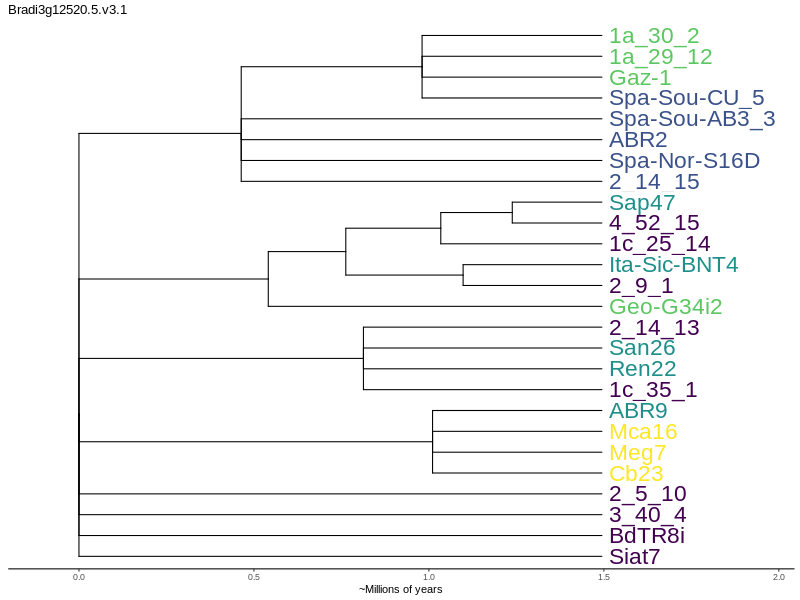 Bradi3g12520.5.v3.1
1a_30_2
1a_29_12
Gaz-1
Spa-Sou-CU_5
Spa-Sou-AB3_3
ABR2
Spa-Nor-S16D
2_14_15
Sap47
4_52_15
1c_25_14
Ita-Sic-BNT4
2_9_1
Geo-G34i2
2_14_13
San26
Ren22
1c_35_1
ABR9
Mca16
Meg7
Cb23
2_5_10
3_40_4
BdTR8i
Siat7
0.0 0.5 1.0 1.5 2.0
~Millions of years